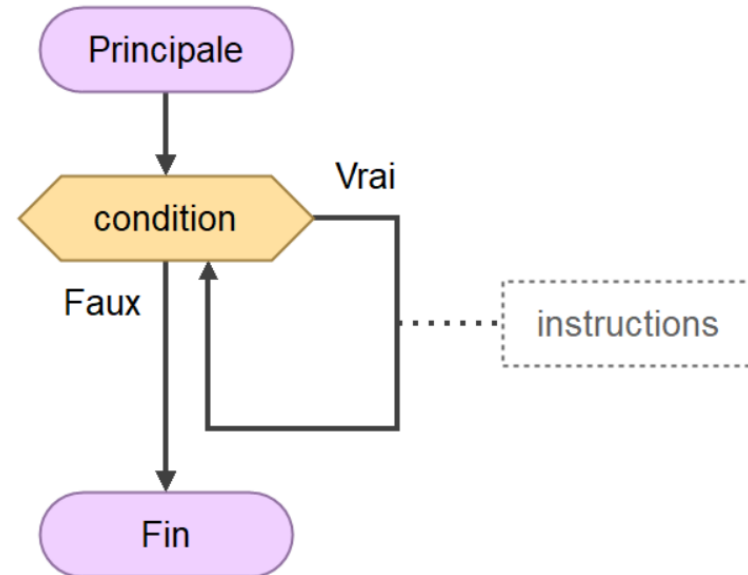 Principale
Vrai
condition
Faux
instructions
Fin